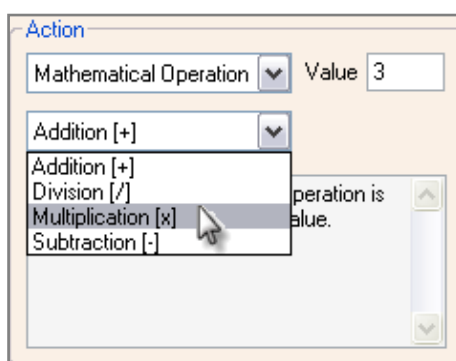 Action
Mathematical Operation Value 3
Addition [+]
Addition [+]
Division [/] peration is
Multiplication [x] alue.
Subtraction [-]